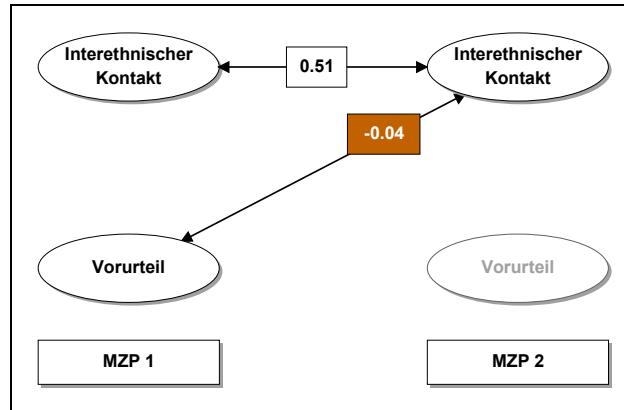 Interethnischer
Kontakt
0.51
Interethnischer
Kontakt
-0.04
Vorurteil
Vorurteil
MZP 1
MZP 2